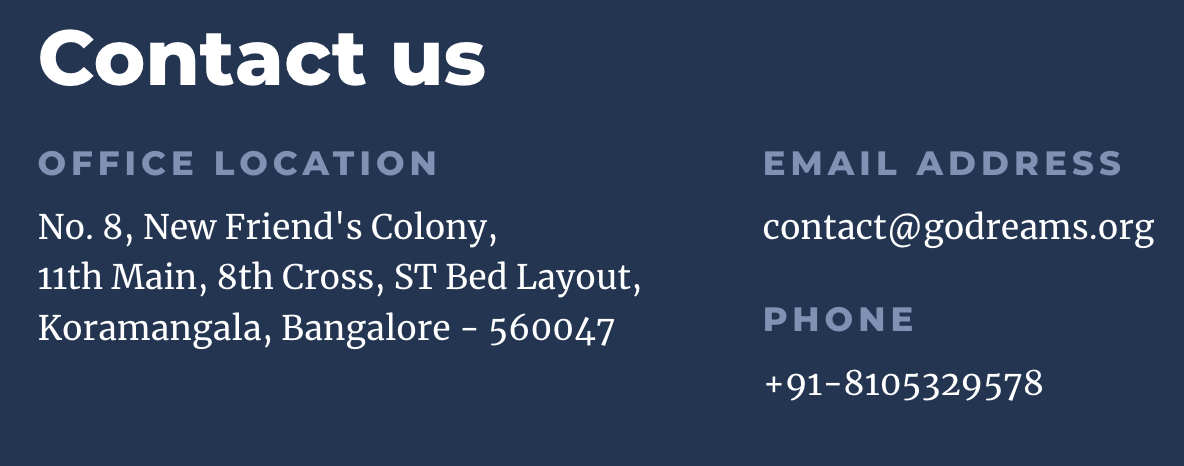 Contact us
OFFICE LOCATION
No. 8, New Friend's Colony,
11th Main, 8th Cross, ST Bed Layout,
Koramangala, Bangalore - 560047
EMAIL ADDRESS
contact@godreams.org
PHONE
+91-8105329578